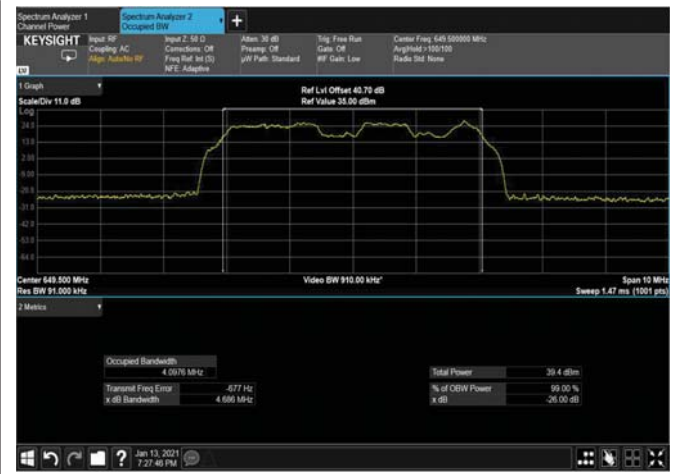 Spectrum Analyzer 1
Channel Power
Spectrum Analyzer 2
Occupied BW
+
KEYSIGHT
LXI
Input: RF
Coupling: AC
Align: Auto/No RF
Input Z: 50 Ω
Corrections: Off
Freq Ref: Int (S)
NFE: Adaptive
Atten: 30 dB
Preamp: Off
µW Path: Standard
Trig: Free Run
Gate: Off
#IF Gain: Low
Center Freq: 649.500000 MHz
Avg|Hold:>100/100
Radio Std: None
1 Graph
Scale/Div 11.0 dB
Ref Lvl Offset 40.70 dB
Ref Value 35.00 dBm
Log
24.0
13.0
2.00
-9.00
-20.0
-31.0
-42.0
-53.0
-64.0
Center 649.500 MHz
Video BW 910.00 kHz*
Span 10 MHz
Res BW 91.000 kHz
Sweep 1.47 ms (1001 pts)
2 Metrics
Occupied Bandwidth
4.0976 MHz
Total Power 39.4 dBm
Transmit Freq Error -677 Hz
% of OBW Power 99.00 %
x dB Bandwidth 4.686 MHz
x dB -26.00 dB
?
Jan 13, 2021
7:27:46 PM